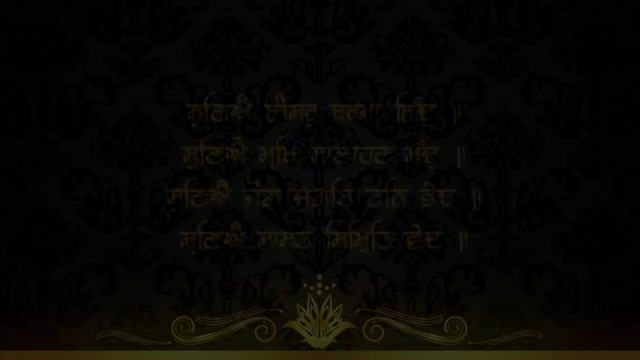 ਸੁਣਿਐ ਈਸਰੁ ਬਰਮਾ ਇੰਦੁ ॥
ਸੁਣਿਐ ਮੁਖਿ ਸਾਲਾਹਣ ਮੰਦੁ ॥
ਸੁਣਿਐ ਜੋਗ ਜੁਗਤਿ ਤਨਿ ਭੇਦ ॥
ਸੁਣਿਐ ਸਾਸਤ ਸਿਮ੍ਰਿਤਿ ਵੇਦ ॥